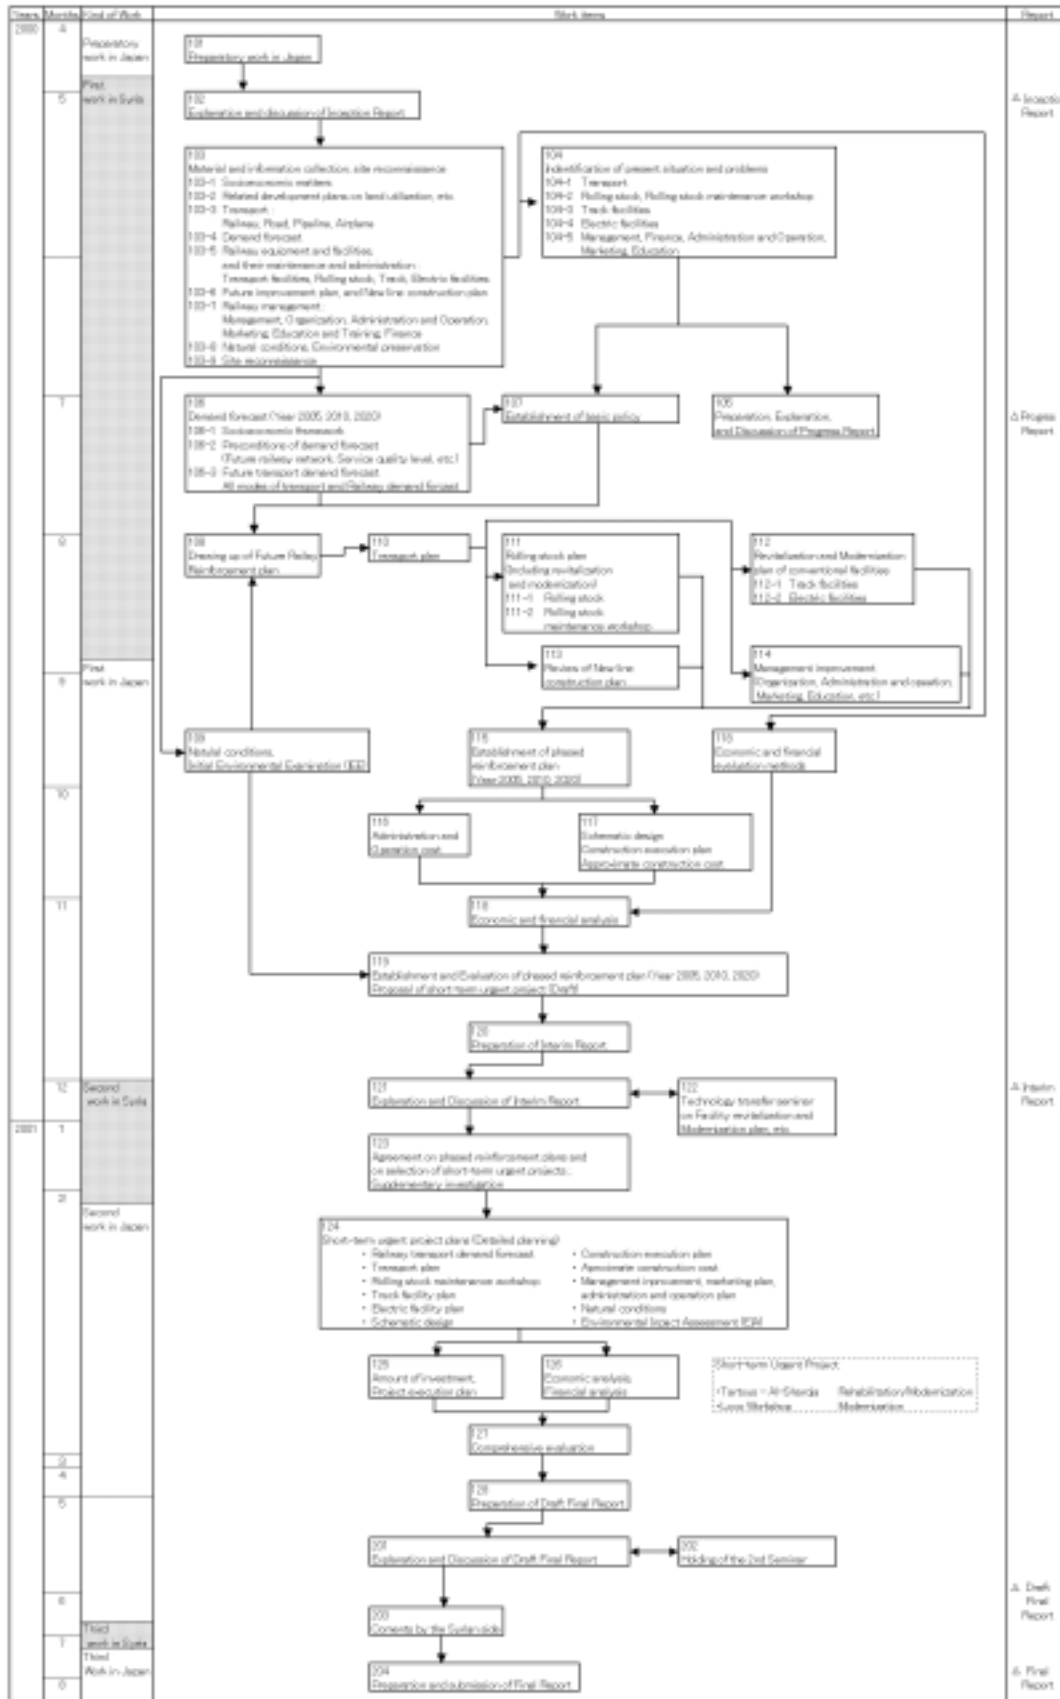 Years Months Kind of Work Work items Report
2000 4
Preparatory
work in Japan
101
Preparatory work in Japan
First
work in Syria
5
102
Explanation and discussion of Inception Report
△ Inceptio
Report
103
Material and information collection, site reconnaissance
103-1 Socioeconomic matters
103-2 Related development plans on land utilization, etc.
103-3 Transport :
Railway, Road, Pipeline, Airplane
103-4 Demand forecast
103-5 Railway equipment and facilities,
and their maintenance and administration :
Transport facilities, Rolling stock, Track, Electric facilities
103-6 Future improvement plan, and New line construction plan
103-7 Railway management :
Management, Organization, Administration and Operation,
Marketing, Education and Training, Finance
103-8 Natural conditions, Environmental preservation
103-9 Site reconnaissance
104
Indentification of present situation and problems
104-1 Transport
104-2 Rolling stock, Rolling stock maintenance workshop
104-3 Track facilities
104-4 Electric facilities
104-5 Management, Finance, Administration and Operation,
Marketing, Education
7
106
Demand forecast (Year 2005, 2010, 2020)
106-1 Socioeconomic framework
106-2 Preconditions of demand forecast
(Future railway network, Service quality level, etc.)
106-3 Future transport demand forecast
All modes of transport and Railway demand forcast
107
Establishment of basic policy
105
Preparation, Explanation,
and Discussion of Progress Report
△ Progess
Report
8
108
Drawing up of Future Railway
Reinforcement plan
110
Transport plan
111
Rolling stock plan
(Including revitalization
and modernization)
111-1 Rolling stock
111-2 Rolling stock
maintenance workshop
112
Revitalization and Modernization
plan of conventional facilities
112-1 Track facilities
112-2 Electric facilities
First
work in Japan
9
113
Review of New line
construction plan
114
Management improvement
(Organization, Administration and opeation,
Marketing, Education, etc.)
109
Natural conditions,
Initial Environmental Examination (IEE)
115
Establishment of phased
reinforcement plan
(Year 2005, 2010, 2020)
Economic and financial
evaluation methods
10
116
Administration and
Operation cost
117
Schematic design
Construction execution plan
Approximate construction cost
11
118
Economic and financial analysis
119
Establishment and Evaluation of phased reinforcement plan (Year 2005, 2010, 2020)
Proposal of short-term urgent project (Draft)
120
Preparation of Interim Report
12
Second
work in Syria
121
Explanation and Discussion of Interim Report
122
Technology transfer seminar
on Facility revitalization and
Modernization plan, etc.
△ Interim
Report
2001 1
123
Agreement on phased reinforcement plans and
on selection of short-term urgent projects ;
Supplementary investigation
2
Second
work in Japan
124
Short-term urgent project plans (Detailed planning)
• Railway transport demand forecast
• Transport plan
• Rolling stock maintenance workshop
• Track facility plan
• Electric facility plan
• Schematic design
• Construction execution plan
• Aproximate construction cost
• Management inprovement, marketing plan,
administration and operation plan
• Natural conditions
• Environmental Impact Assessment (EIA)
125
Amount of investment,
Project execution plan
126
Economic analysis,
Financial analysis
Short-term Urgent Project
Rehabilitation/Modernization
Modernization
127
Comprehensive evaluation
3
4
128
Preparation of Draft Final Report
5
201
Explanation and Discussion of Draft Final Report
202
Holding of the 2nd Seminar
△ Draft
Final
Report
6
203
Coments by the Syrian side
Third
work in Syria
7
Third
Work in Japan
204
Preparation and submission of Final Report
△ Final
Report
8